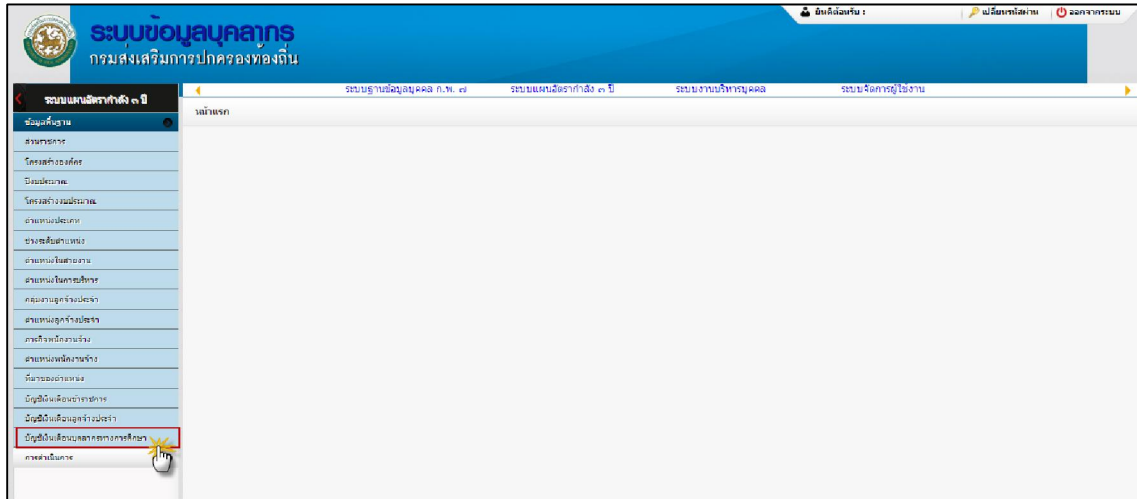 ยินดีต้อนรับ : เปลี่ยนรหัสผ่าน ออกจากระบบ
ระบบข้อมูลบุคลากร
กรมส่งเสริมการปกครองท้องถิ่น
ระบบแผนอัตรากำลัง ๓ ปี
ระบบฐานข้อมูลบุคคล ก.พ. ๗ ระบบแผนอัตรากำลัง ๓ ปี ระบบงานบริหารบุคคล ระบบจัดการผู้ใช้งาน
หน้าแรก
ข้อมูลพื้นฐาน
ส่วนราชการ
โครงสร้างองค์กร
ปีงบประมาณ
โครงสร้างงบประมาณ
ตำแหน่งประเภท
ช่วงระดับตำแหน่ง
ตำแหน่งในสายงาน
ตำแหน่งในการบริหาร
กลุ่มงานลูกจ้างประจำ
ตำแหน่งลูกจ้างประจำ
ภารกิจพนักงานจ้าง
ตำแหน่งพนักงานจ้าง
ที่มาของตำแหน่ง
บัญชีเงินเดือนข้าราชการ
บัญชีเงินเดือนลูกจ้างประจำ
บัญชีเงินเดือนบุคลากรทางการศึกษา
การดำเนินการ